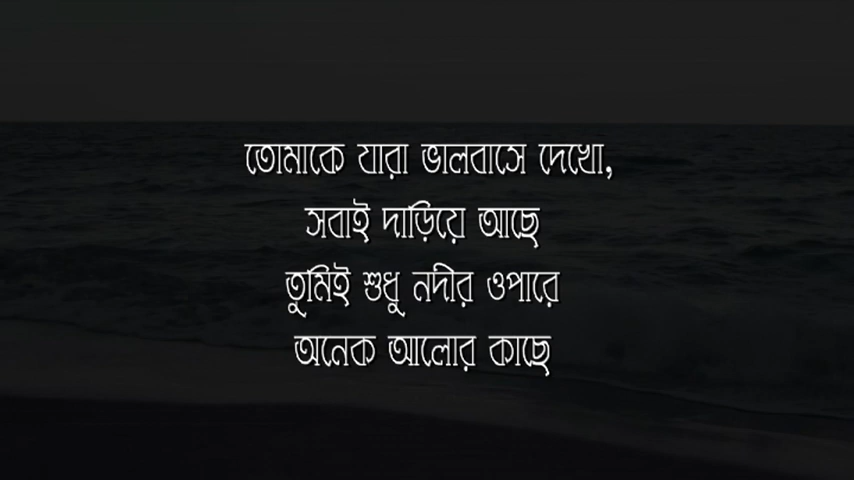 তোমাকে যারা ভালবাসে দেখো,
সবাই দাড়িয়ে আছে
তুমিই শুধু নদীর ওপারে
অনেক আলোর কাছে